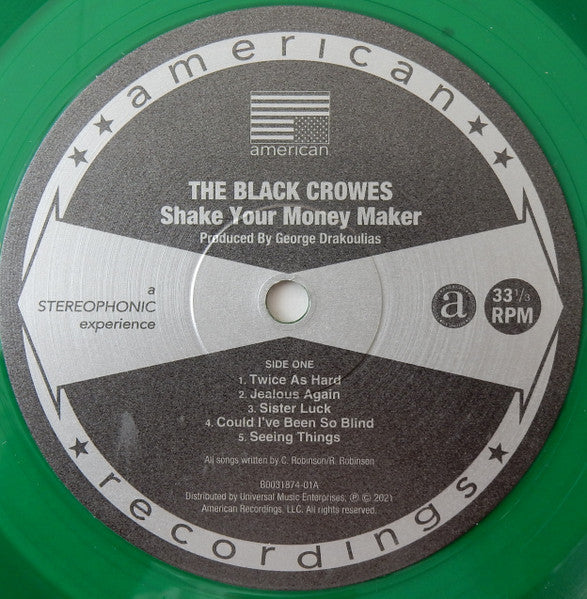 american
american
THE BLACK CROWES
Shake Your Money Maker
Produced By George Drakoulias
a
STEREOPHONIC
experience
a
33 1/3
RPM
SIDE ONE
1. Twice As Hard
2. Jealous Again
3. Sister Luck
4. Could I've Been So Blind
5. Seeing Things
All songs written by C. Robinson/R. Robinson
B0031874-01A
Distributed by Universal Music Enterprises, ℗ © 2021
American Recordings, LLC. All rights reserved.
recordings